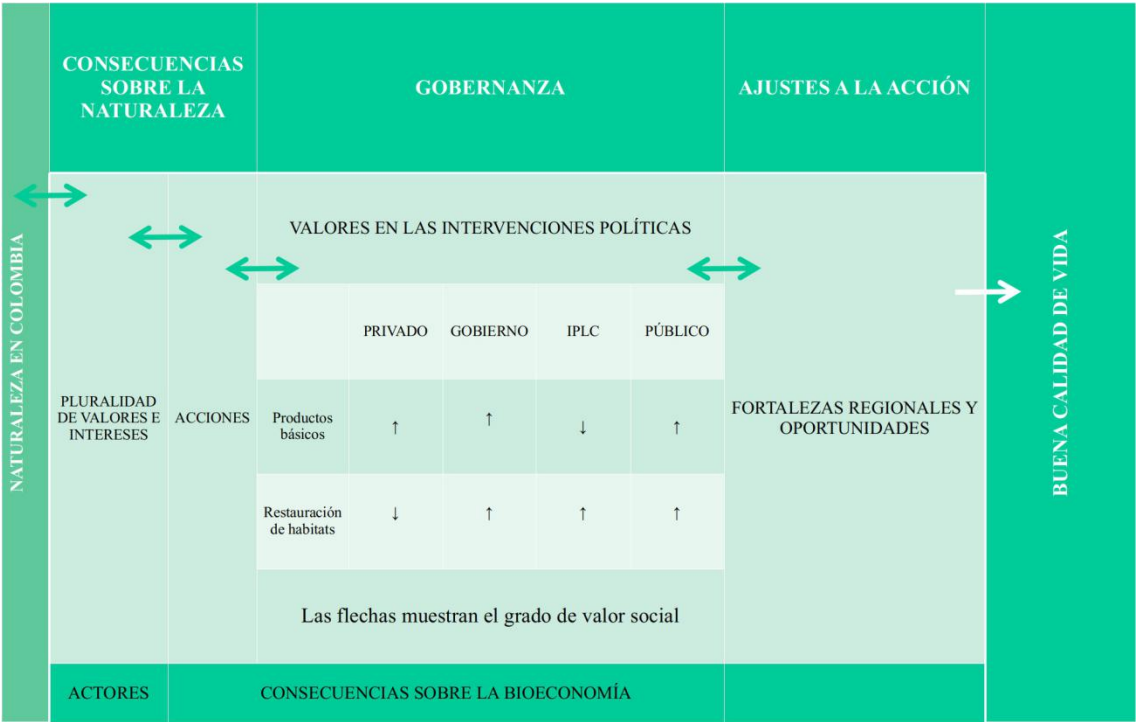 CONSECUENCIAS
SOBRE LA
NATURALEZA
GOBERNANZA
AJUSTES A LA ACCIÓN
NATURALEZA EN COLOMBIA
VALORES EN LAS INTERVENCIONES POLÍTICAS
PRIVADO GOBIERNO IPLC PÚBLICO
PLURALIDAD
DE VALORES E
INTERESES
ACCIONES
Productos
básicos
↑ ↑ ↓ ↑
Restauración
de habitats
↓ ↑ ↑ ↑
Las flechas muestran el grado de valor social
FORTALEZAS REGIONALES Y
OPORTUNIDADES
BUENA CALIDAD DE VIDA
ACTORES
CONSECUENCIAS SOBRE LA BIOECONOMÍA